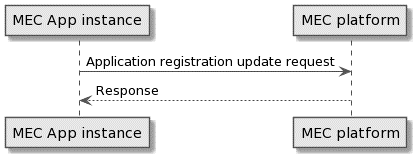 MEC App instance
MEC platform
Application registration update request
Response
MEC App instance
MEC platform